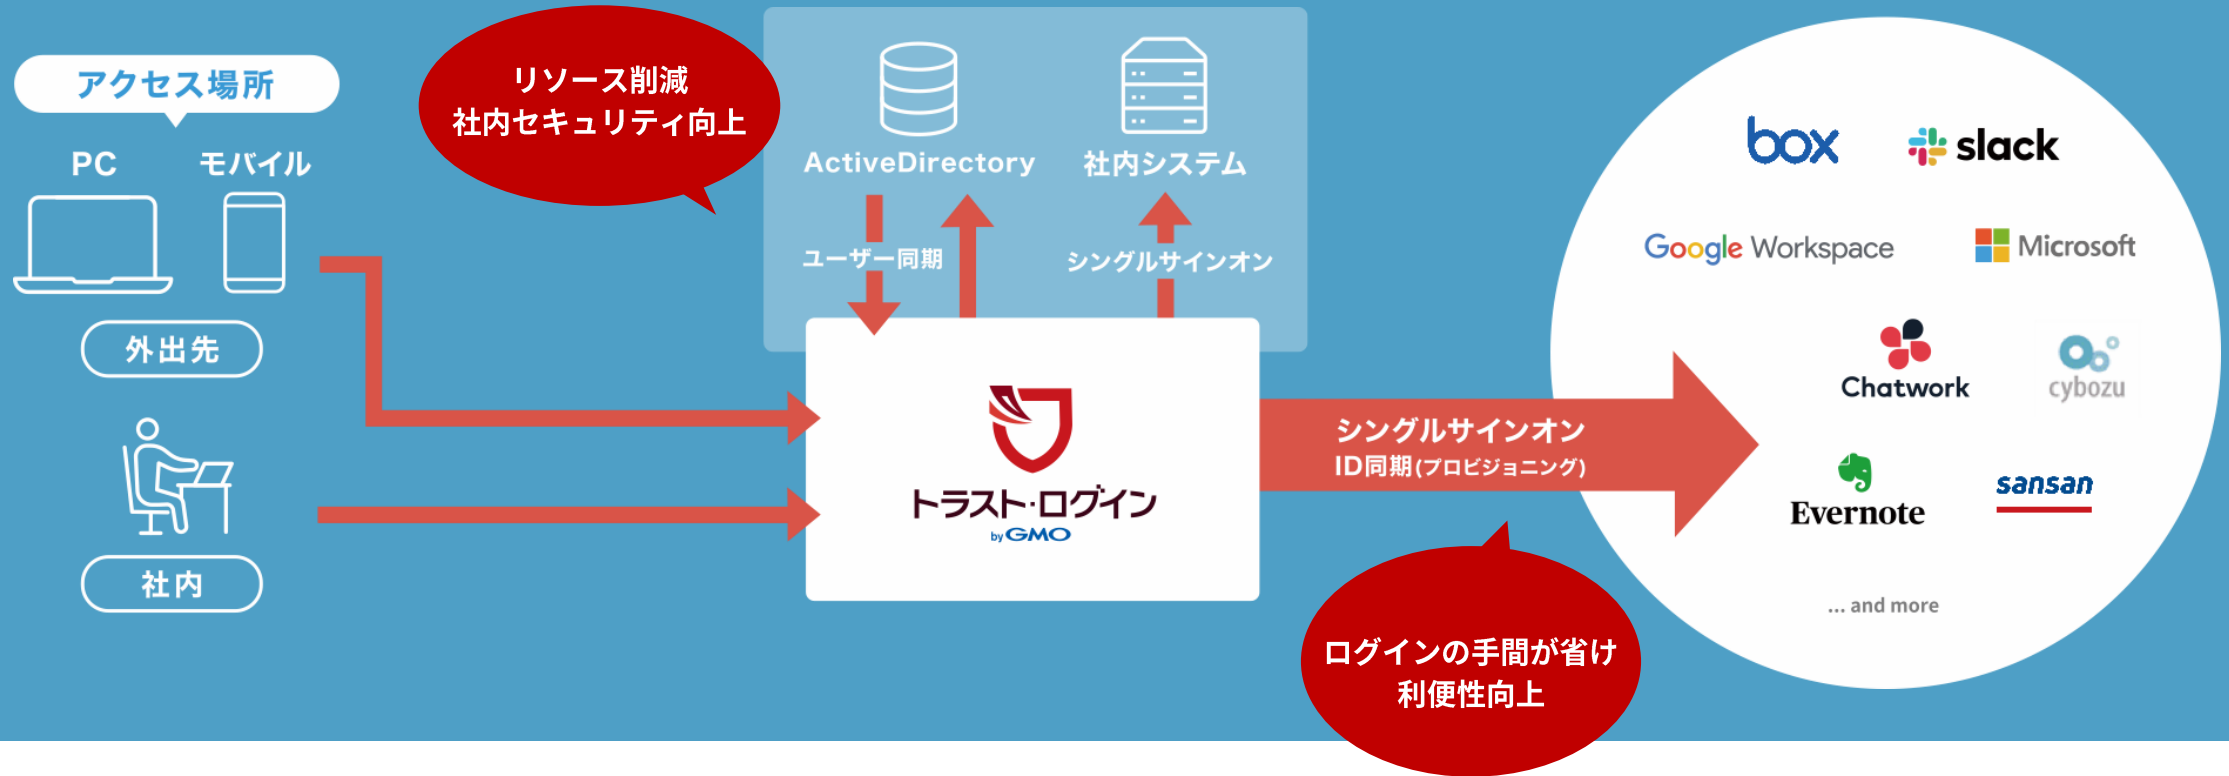 アクセス場所
PC
モバイル
外出先
社内
リソース削減
社内セキュリティ向上
ActiveDirectory
社内システム
ユーザー同期
シングルサインオン
トラスト・ログイン
by GMO
シングルサインオン
ID同期(プロビジョニング)
ログインの手間が省け
利便性向上
box
slack
Google Workspace
Microsoft
Chatwork
cybozu
Evernote
sansan
... and more